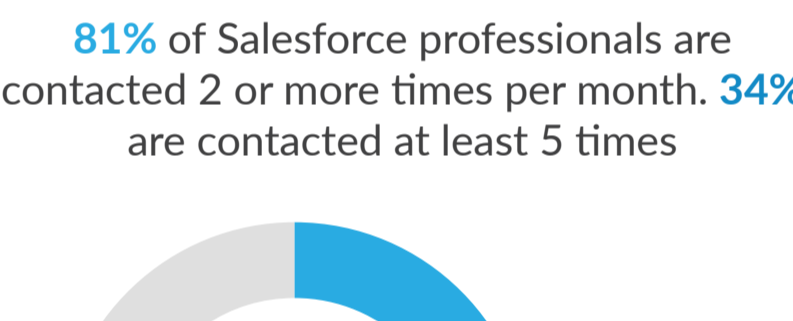 81% of Salesforce professionals are
contacted 2 or more times per month. 34%
are contacted at least 5 times